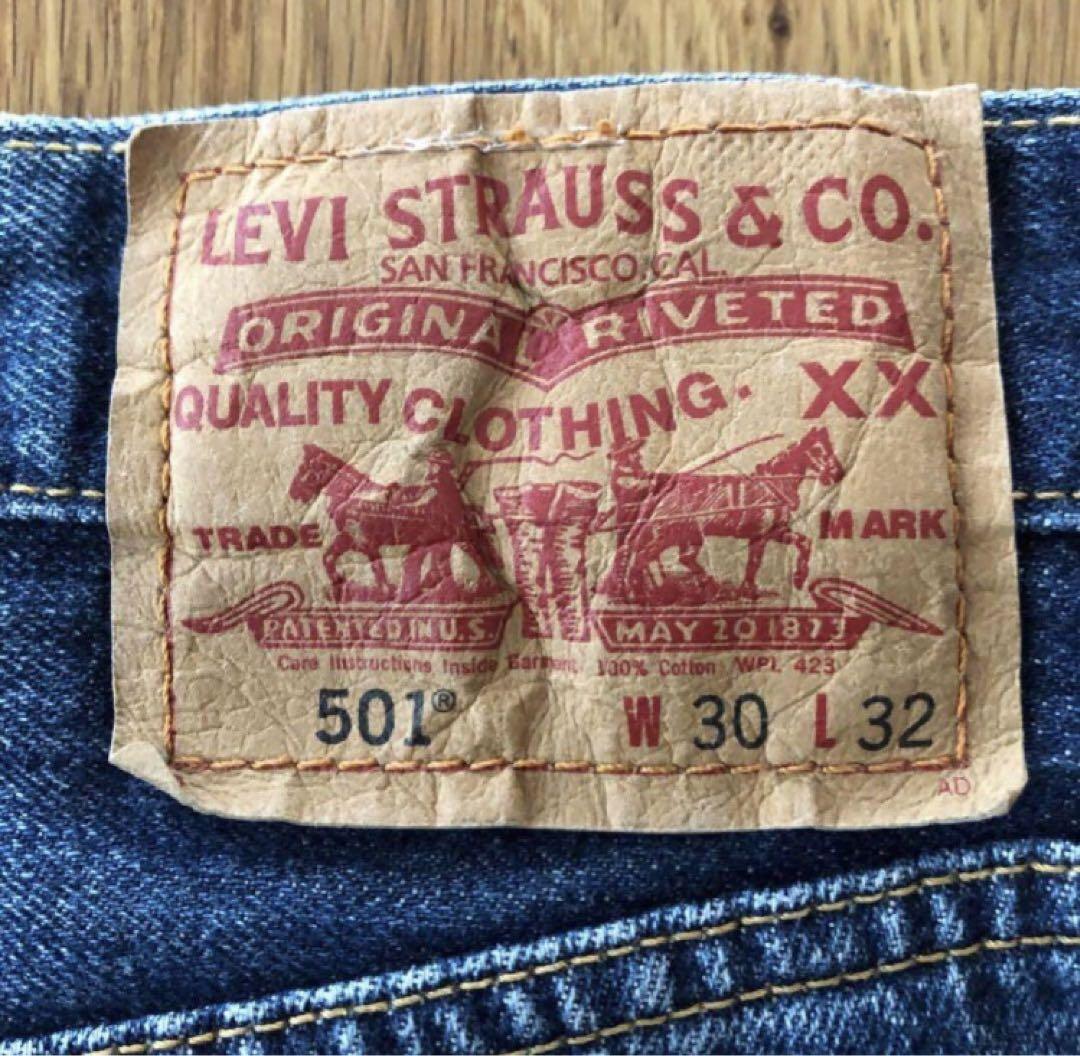 LEVI STRAUSS & CO.
SAN FRANCISCO, CAL.
ORIGINAL RIVETED
QUALITY CLOTHING. XX
TRADE MARK
PATENTED IN U.S. MAY 20 1873
Care Instructions Inside Garment 100% Cotton WPL 423
501® W 30 L 32
AD